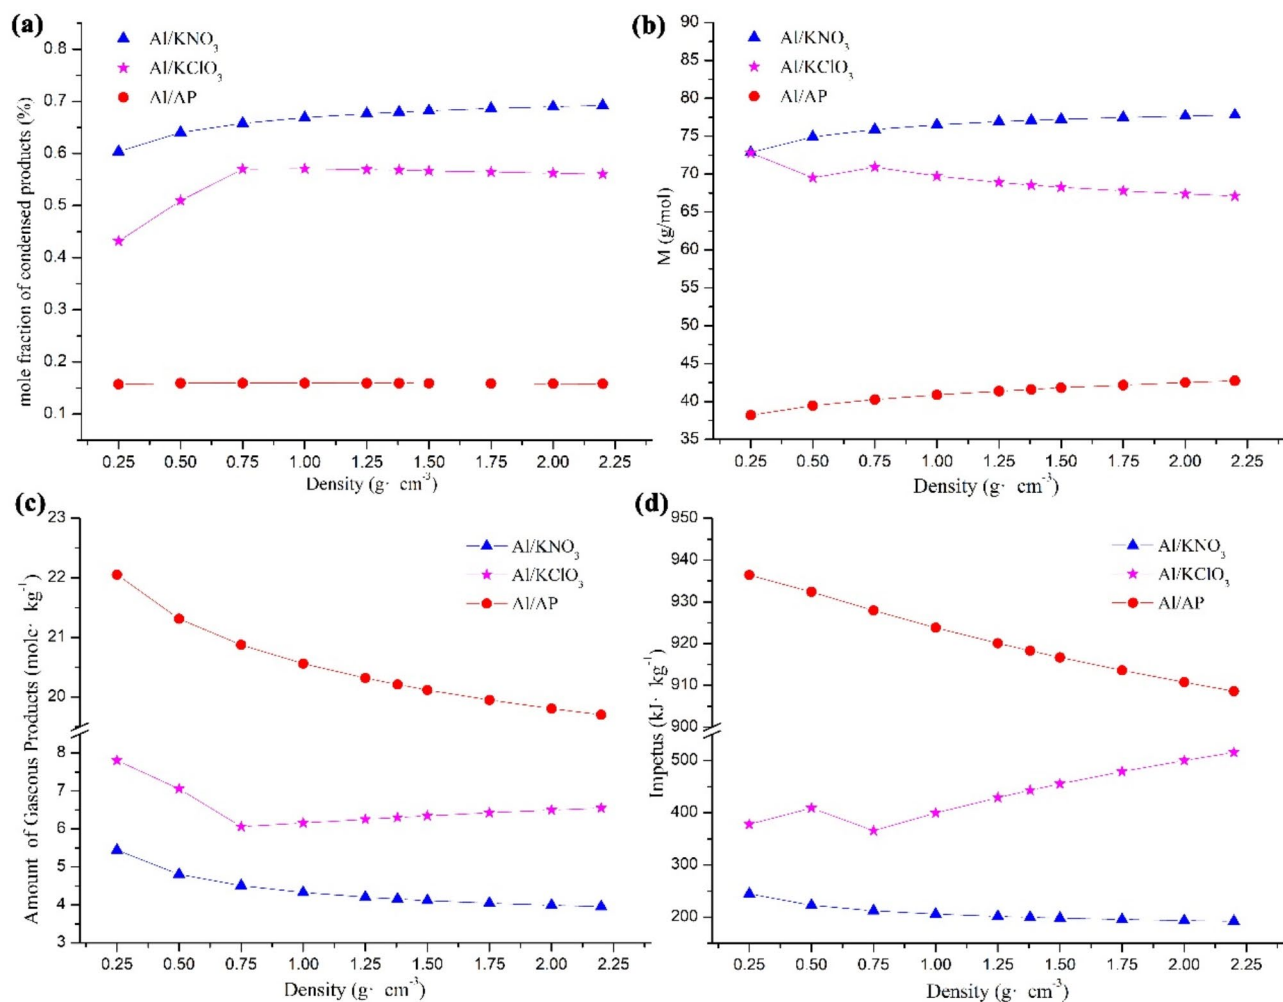 (a)
Al/KNO3
Al/KClO3
Al/AP
mole fraction of condensed products (%)
0.8
0.7
0.6
0.5
0.4
0.3
0.2
0.1
0.25 0.50 0.75 1.00 1.25 1.50 1.75 2.00 2.25
Density (g· cm-3)
(b)
Al/KNO3
Al/KClO3
Al/AP
M (g/mol)
90
85
80
75
70
65
60
55
50
45
40
35
0.25 0.50 0.75 1.00 1.25 1.50 1.75 2.00 2.25
Density (g· cm-3)
(c)
Al/KNO3
Al/KClO3
Al/AP
Amount of Gaseous Products (mole· kg-1)
23
22
21
20
8
7
6
5
4
3
0.25 0.50 0.75 1.00 1.25 1.50 1.75 2.00 2.25
Density (g· cm-3)
(d)
Al/KNO3
Al/KClO3
Al/AP
Impetus (kJ· kg-1)
950
940
930
920
910
900
500
400
300
200
0.25 0.50 0.75 1.00 1.25 1.50 1.75 2.00 2.25
Density (g· cm-3)